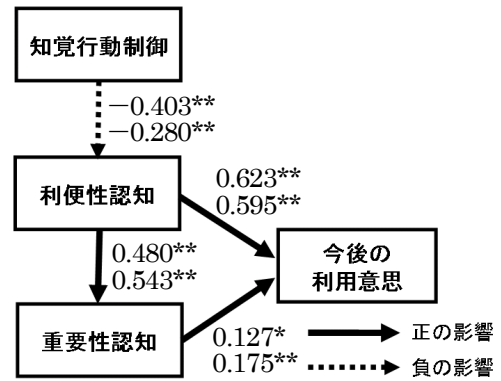 知覚行動制御
−0.403**
−0.280**
利便性認知
0.623**
0.595**
0.480**
0.543**
今後の
利用意思
重要性認知
0.127*
0.175**
正の影響
負の影響